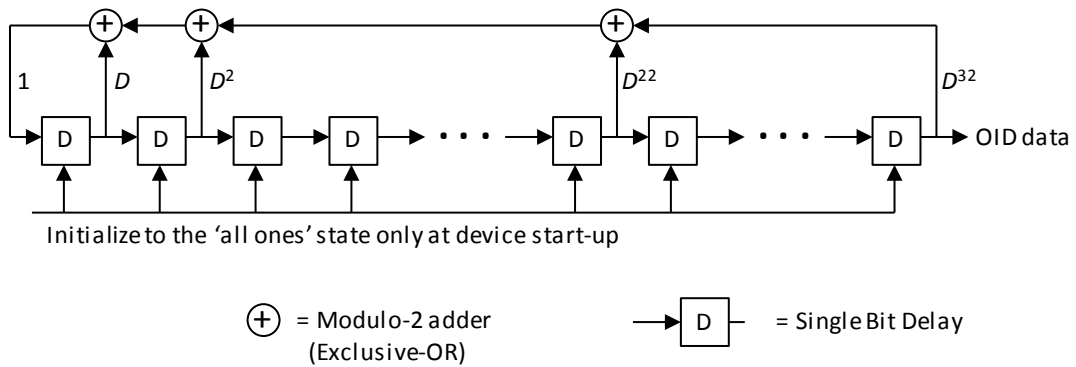 + + +
1 D D² D²² D³²
D D D D · · · D D · · · D OID data
Initialize to the ‘all ones’ state only at device start-up
+ = Modulo-2 adder D = Single Bit Delay
(Exclusive-OR)